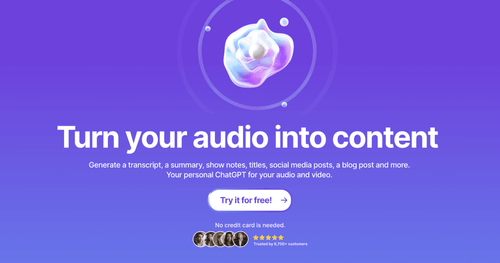 Turn your audio into content
Generate a transcript, a summary, show notes, titles, social media posts, a blog post and more.
Your personal ChatGPT for your audio and video.
Try it for free! →
No credit card is needed.
Trusted by 6,700+ customers